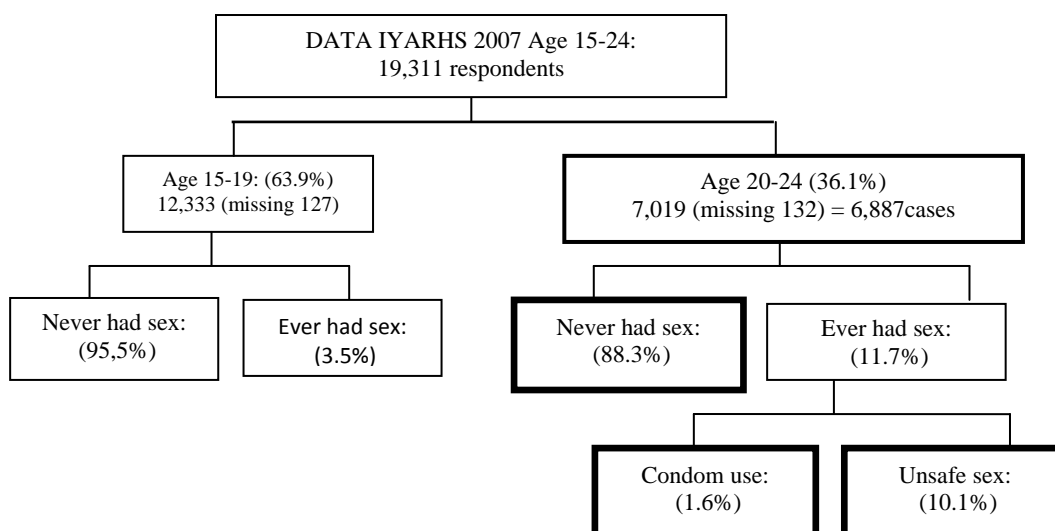 DATA IYARHS 2007 Age 15-24:
19,311 respondents
Age 15-19: (63.9%)
12,333 (missing 127)
Age 20-24 (36.1%)
7,019 (missing 132) = 6,887cases
Never had sex:
(95,5%)
Ever had sex:
(3.5%)
Never had sex:
(88.3%)
Ever had sex:
(11.7%)
Condom use:
(1.6%)
Unsafe sex:
(10.1%)